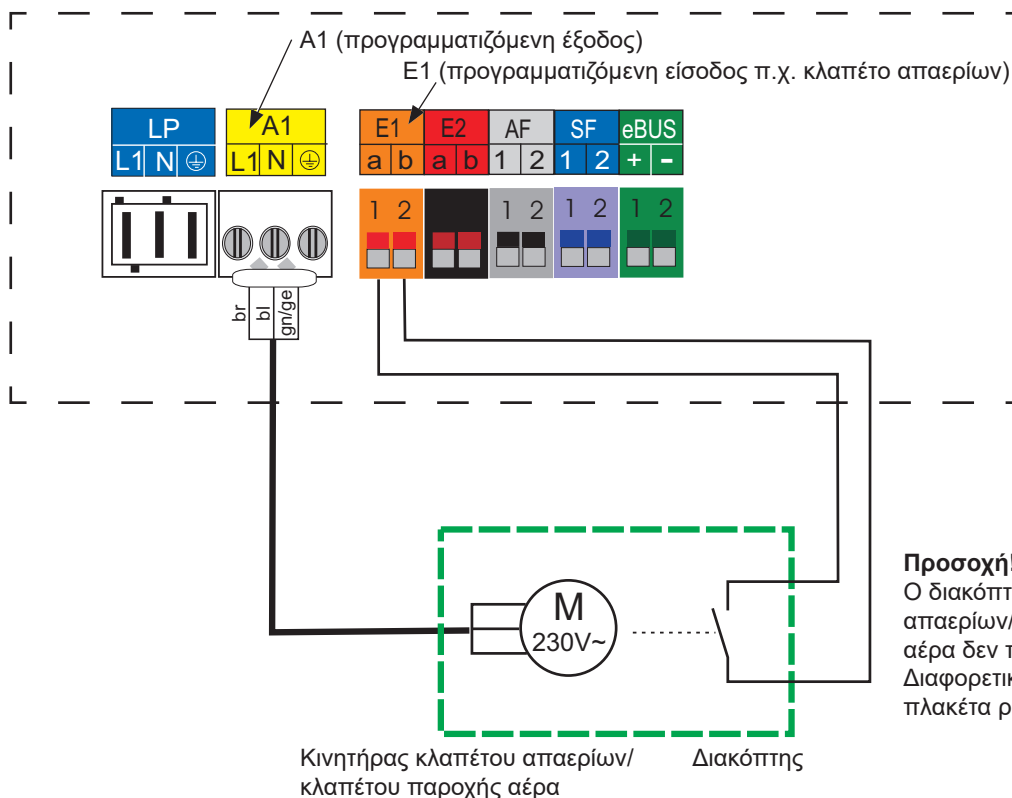 A1 (προγραμματιζόμενη έξοδος)
E1 (προγραμματιζόμενη είσοδος π.χ. κλαπέτο απαερίων)
LP A1 E1 E2 AF SF eBUS
L1 N L1 N a b a b 1 2 1 2 + -
1 2 1 2 1 2 1 2
br
bl
gn/ge
M
230V~
Προσοχή!
Ο διακόπτ
απαερίων/
αέρα δεν
Διαφορετικ
πλακέτα
Κινητήρας κλαπέτου απαερίων/
κλαπέτου παροχής αέρα
Διακόπτης